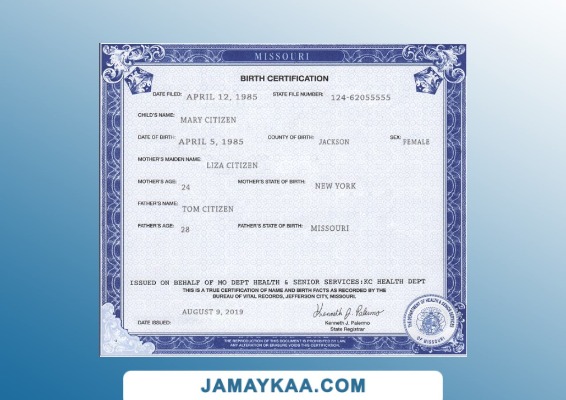 MISSOURI
BIRTH CERTIFICATION
DATE FILED: APRIL 12, 1985 STATE FILE NUMBER: 124-62055555
CHILD'S NAME: MARY CITIZEN
DATE OF BIRTH: APRIL 5, 1985 COUNTY OF BIRTH: JACKSON SEX: FEMALE
MOTHER'S MAIDEN NAME: LIZA CITIZEN
MOTHER'S AGE: 24 MOTHER'S STATE OF BIRTH: NEW YORK
FATHER'S NAME: TOM CITIZEN
FATHER'S AGE: 28 FATHER'S STATE OF BIRTH: MISSOURI
ISSUED ON BEHALF OF MO DEPT HEALTH & SENIOR SERVICES:KC HEALTH DEPT
THIS IS A TRUE CERTIFICATION OF NAME AND BIRTH FACTS AS RECORDED BY THE
BUREAU OF VITAL RECORDS, JEFFERSON CITY, MISSOURI.
DATE ISSUED: AUGUST 9, 2019
Kenneth J. Palermo
Kenneth J. Palermo
State Registrar
THE REPRODUCTION OF THIS DOCUMENT IS PROHIBITED BY LAW.
ANY ALTERATION OR ERASURE VOIDS THIS CERTIFICATION.
OF MISSOURI
JAMAYKAA.COM